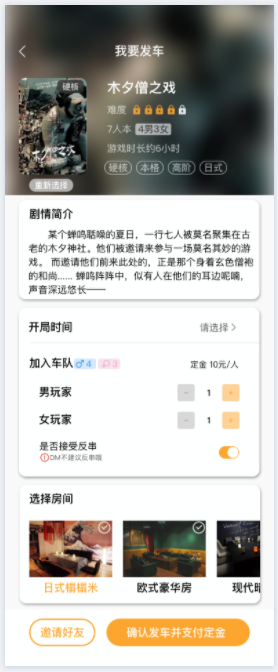 我要发车
硬核
木夕僧之戏
木夕僧之戏
难度
7人本 4男3女
游戏时长约6小时
硬核 本格 高阶 日式
重新选择
剧情简介
某个蝉鸣聒噪的夏日，一行七人被莫名聚集在古
老的木夕神社。他们被邀请来参与一场莫其妙的游
戏。 而邀请他们前来此处的，正是那个身着玄色僧袍
的和尚...... 蝉鸣阵阵中，似有人在他们的耳边呢喃，
声音深远悠长——
开局时间 请选择
加入车队 4 3 定金 10元/人
男玩家 - 1 +
女玩家 - 1 +
是否接受反串
DM不建议反串哦
选择房间
日式榻榻米 欧式豪华房 现代
邀请好友 确认发车并支付定金